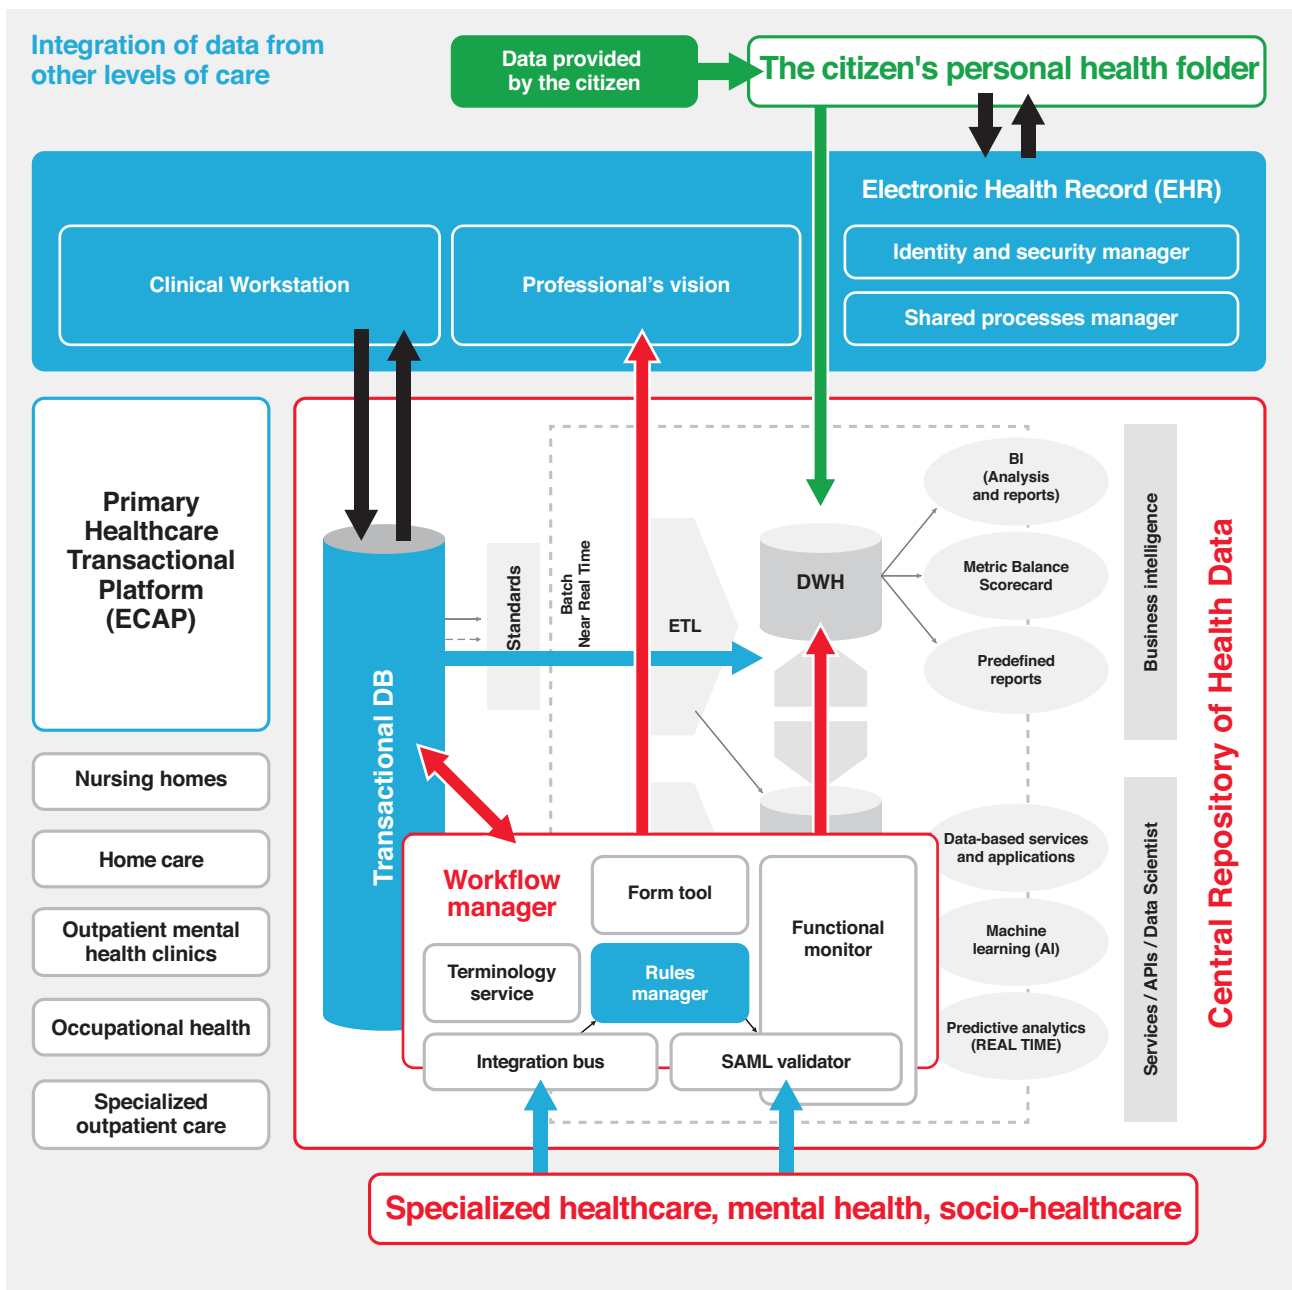 Integration of data from
other levels of care
Data provided
by the citizen
The citizen's personal health folder
Electronic Health Record (EHR)
Clinical Workstation
Professional's vision
Identity and security manager
Shared processes manager
Primary
Healthcare
Transactional
Platform
(ECAP)
Nursing homes
Home care
Outpatient mental
health clinics
Occupational health
Specialized
outpatient care
Transactional DB
Standards
Batch
Near Real Time
ETL
DWH
BI
(Analysis
and reports)
Metric Balance
Scorecard
Predefined
reports
Business intelligence
Data-based services
and applications
Machine
learning (AI)
Predictive analytics
(REAL TIME)
Services / APIs / Data Scientist
Central Repository of Health Data
Workflow
manager
Form tool
Functional
monitor
Terminology
service
Rules
manager
Integration bus
SAML validator
Specialized healthcare, mental health, socio-healthcare